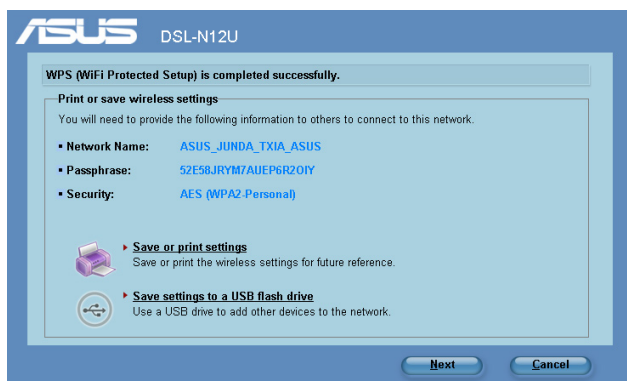 ASUS DSL-N12U
WPS (WiFi Protected Setup) is completed successfully.
Print or save wireless settings
You will need to provide the following information to others to connect to this network.
▪ Network Name: ASUS_JUNDA_TXIA_ASUS
▪ Passphrase: 52E58JRYM7AUEP6R2OIY
▪ Security: AES (WPA2-Personal)
Save or print settings
Save or print the wireless settings for future reference.
Save settings to a USB flash drive
Use a USB drive to add other devices to the network.
Next Cancel